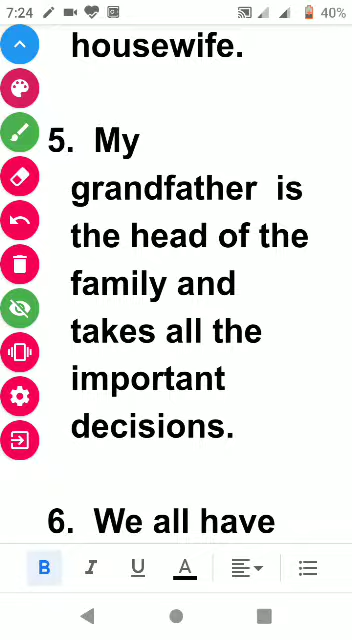 7:24
40%
housewife.
5. My
grandfather is
the head of the
family and
takes all the
important
decisions.
6. We all have
B I U A